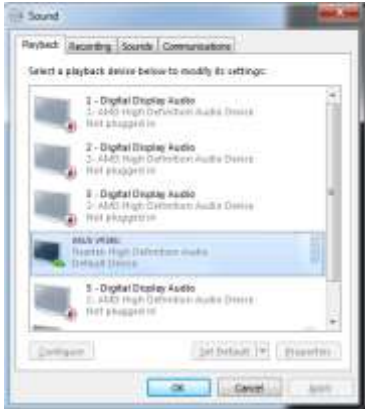 Sound
Playback Recording Sounds Communications
Select a playback device below to modify its settings:
1 - Digital Display Audio
2- AMD High Definition Audio Device
Not plugged in
2 - Digital Display Audio
2- AMD High Definition Audio Device
Not plugged in
3 - Digital Display Audio
2- AMD High Definition Audio Device
Not plugged in
ASUS
High Definition Audio
Default Device
5 - Digital Display Audio
2- AMD High Definition Audio Device
Not plugged in
Configure Set Default Properties
OK Cancel Apply